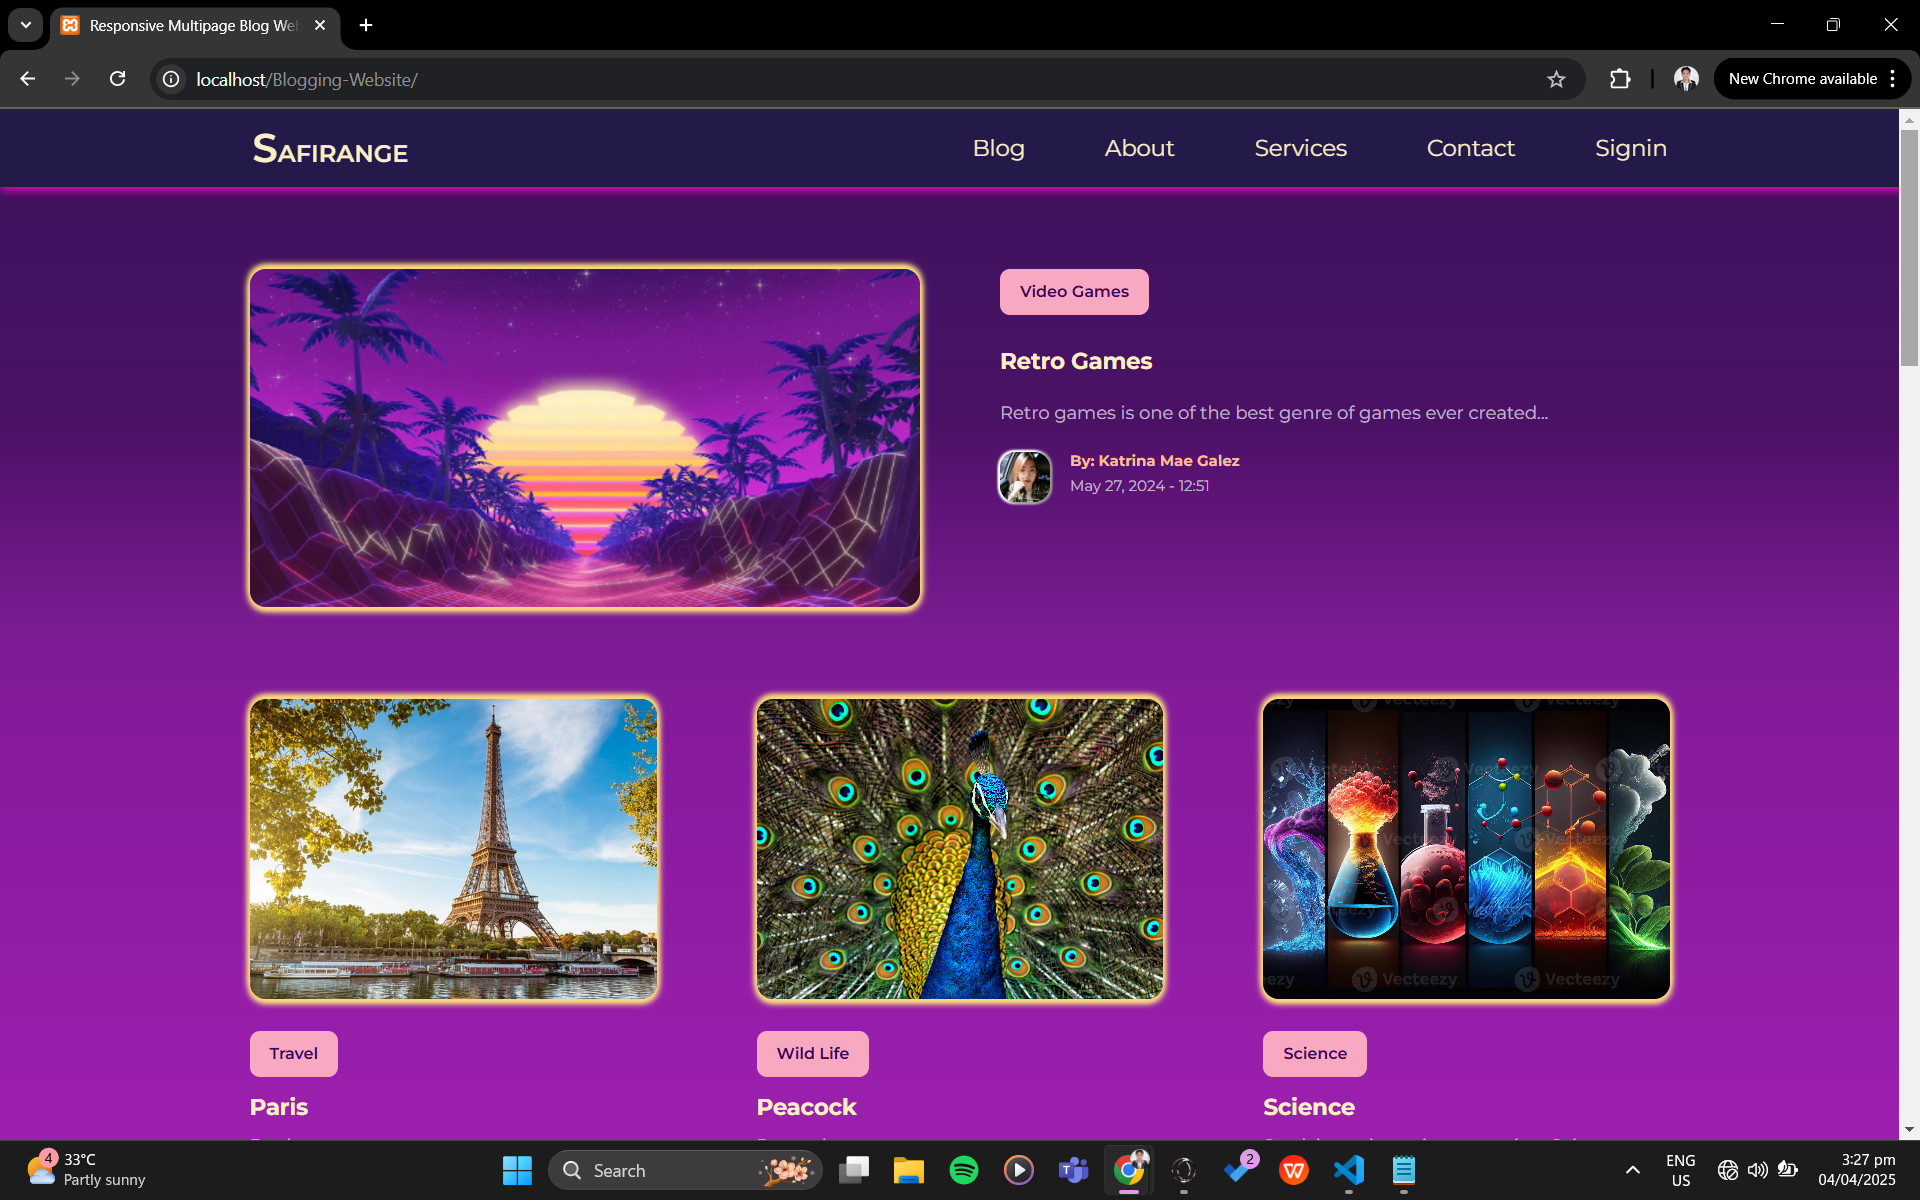 Responsive Multipage Blog We
localhost/Blogging-Website/
New Chrome available
SAFIRANGE
Blog
About
Services
Contact
Signin
Video Games
Retro Games
Retro games is one of the best genre of games ever created...
By: Katrina Mae Galez
May 27, 2024 - 12:51
Vecteezy
Vecteezy
Vecteezy
Travel
Wild Life
Science
Paris
Peacock
Science
4
33°C
Partly sunny
Search
2
ENG
US
3:27 pm
04/04/2025